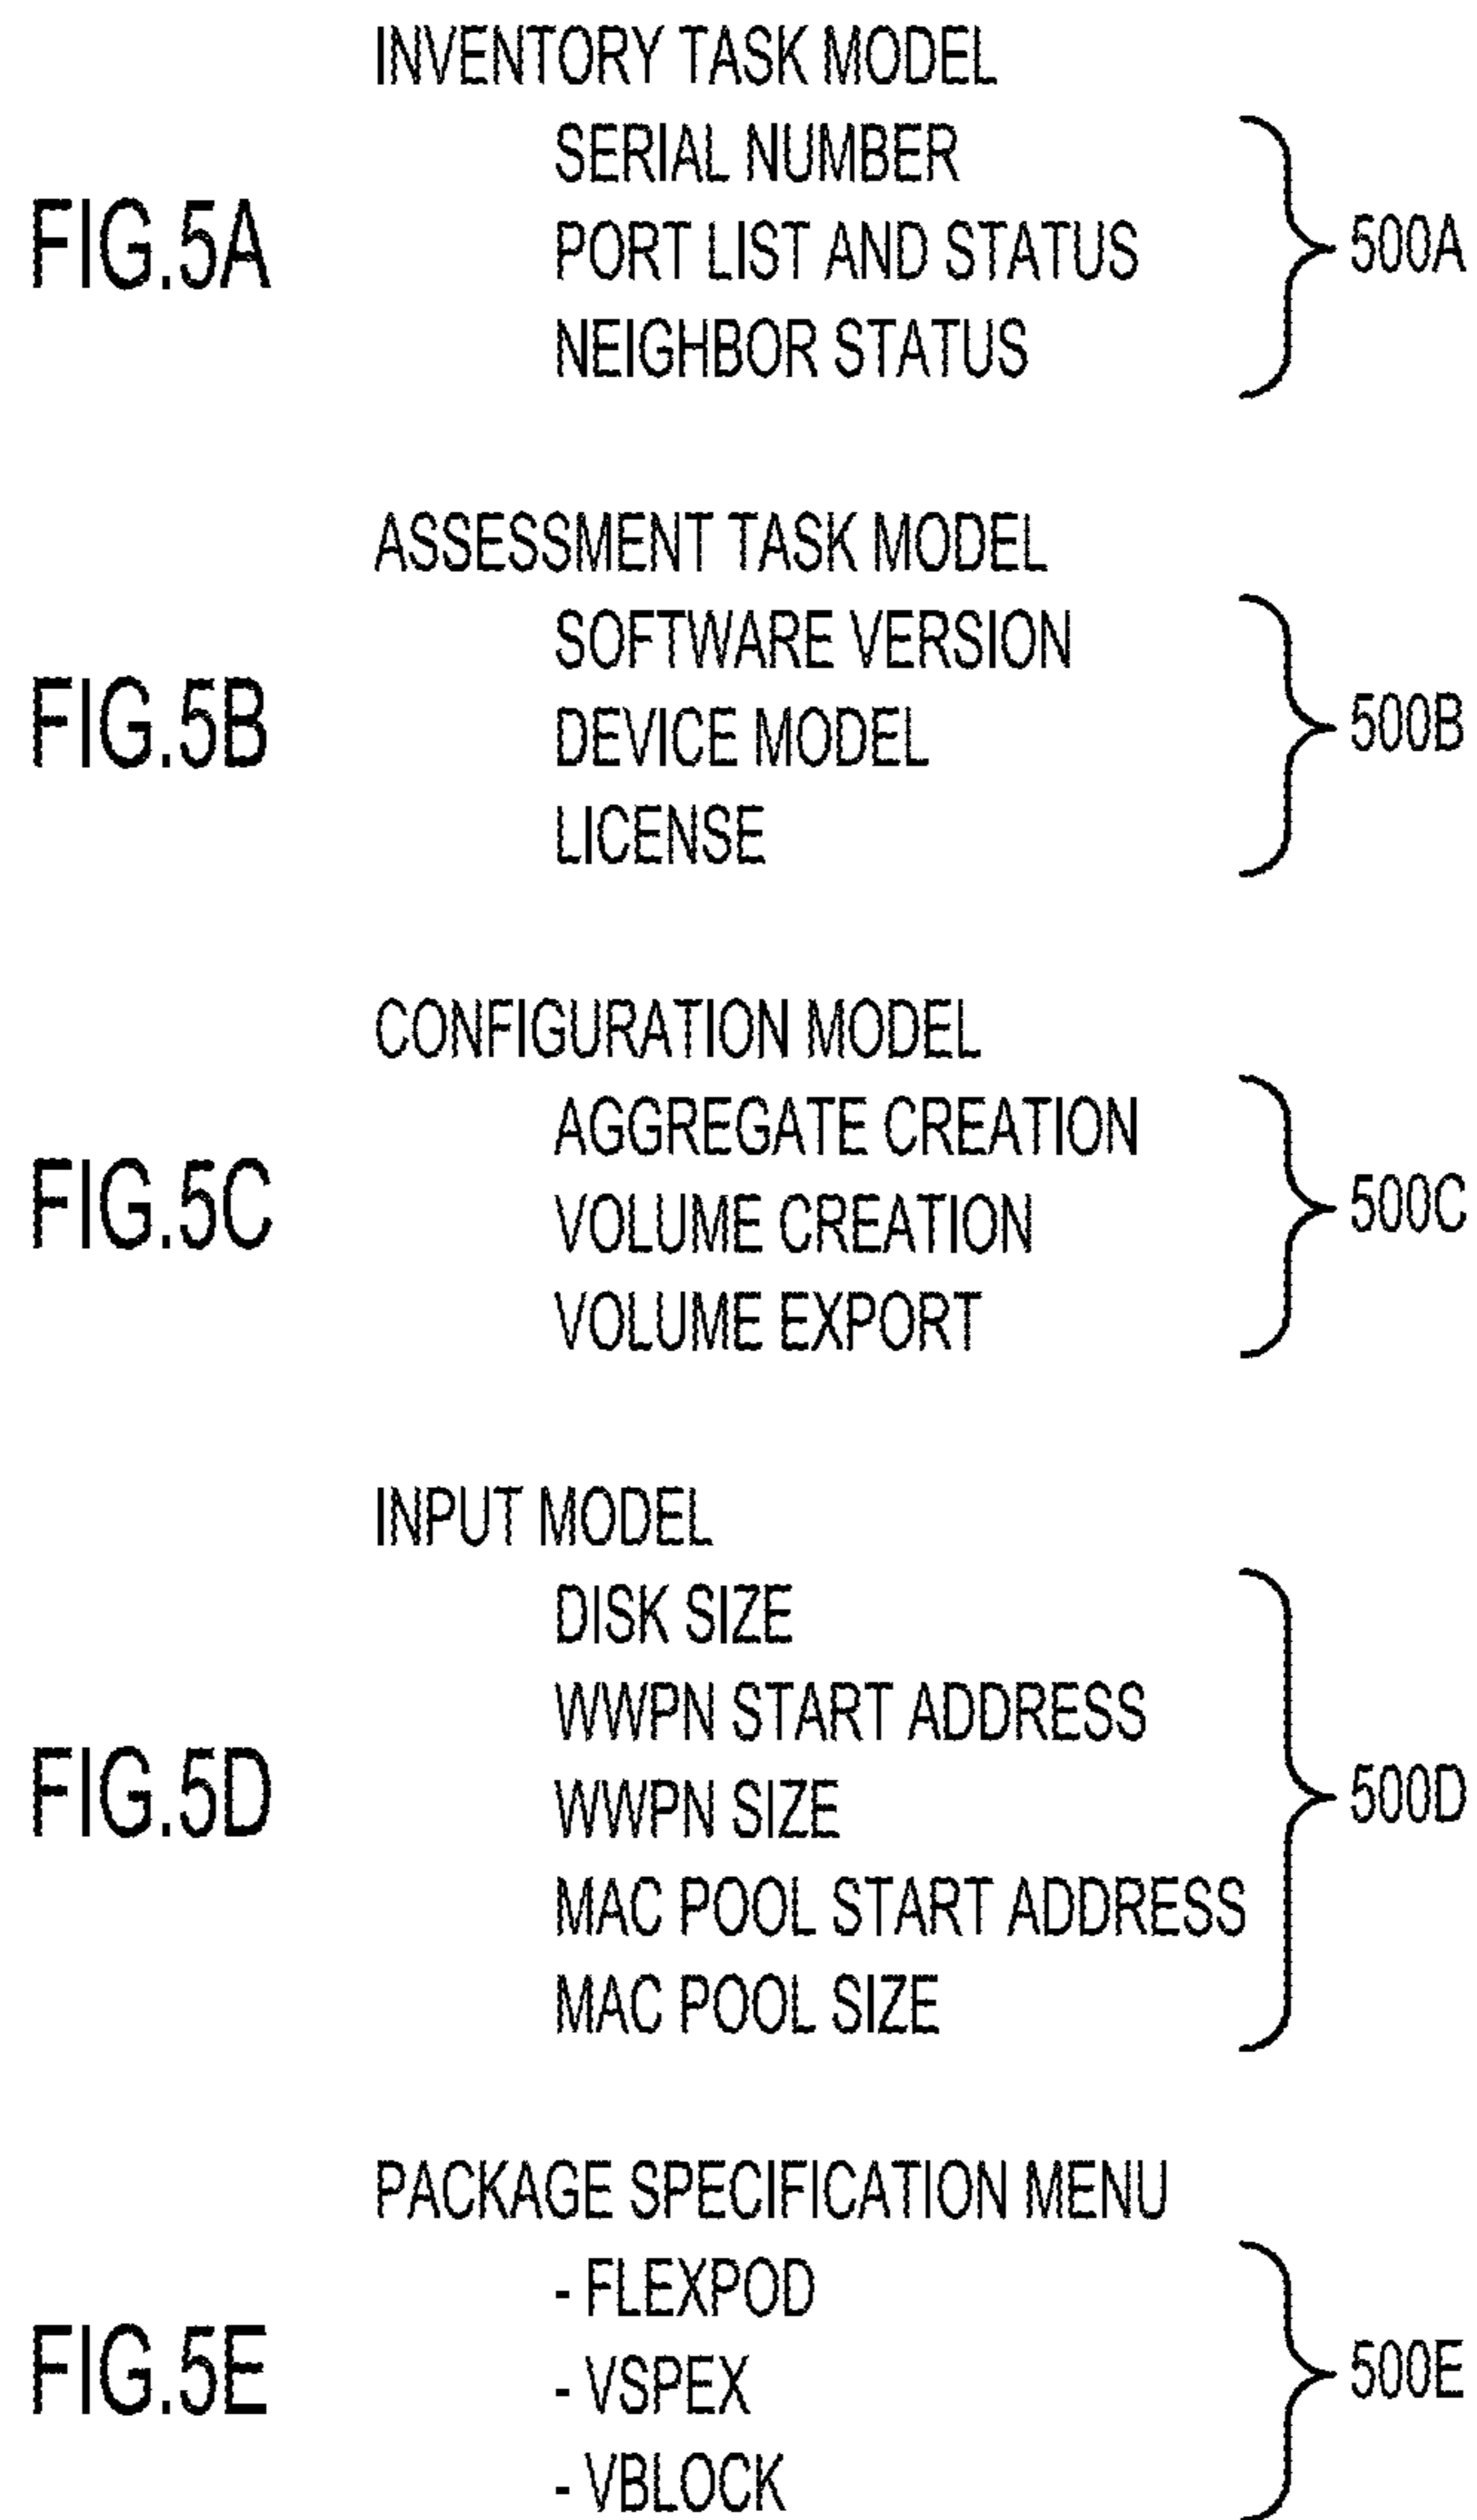 INVENTORY TASK MODEL
SERIAL NUMBER
FIG.5A
PORT LIST AND STATUS
500A
NEIGHBOR STATUS
ASSESSMENT TASK MODEL
SOFTWARE VERSION
FIG.5B
DEVICE MODEL
500B
LICENSE
CONFIGURATION MODEL
AGGREGATE CREATION
FIG.5C
VOLUME CREATION
500C
VOLUME EXPORT
INPUT MODEL
DISK SIZE
WWPN START ADDRESS
FIG.5D
WWPN SIZE
500D
MAC POOL START ADDRESS
MAC POOL SIZE
PACKAGE SPECIFICATION MENU
- FLEXPOD
FIG.5E
- VSPEX
500E
- VBLOCK